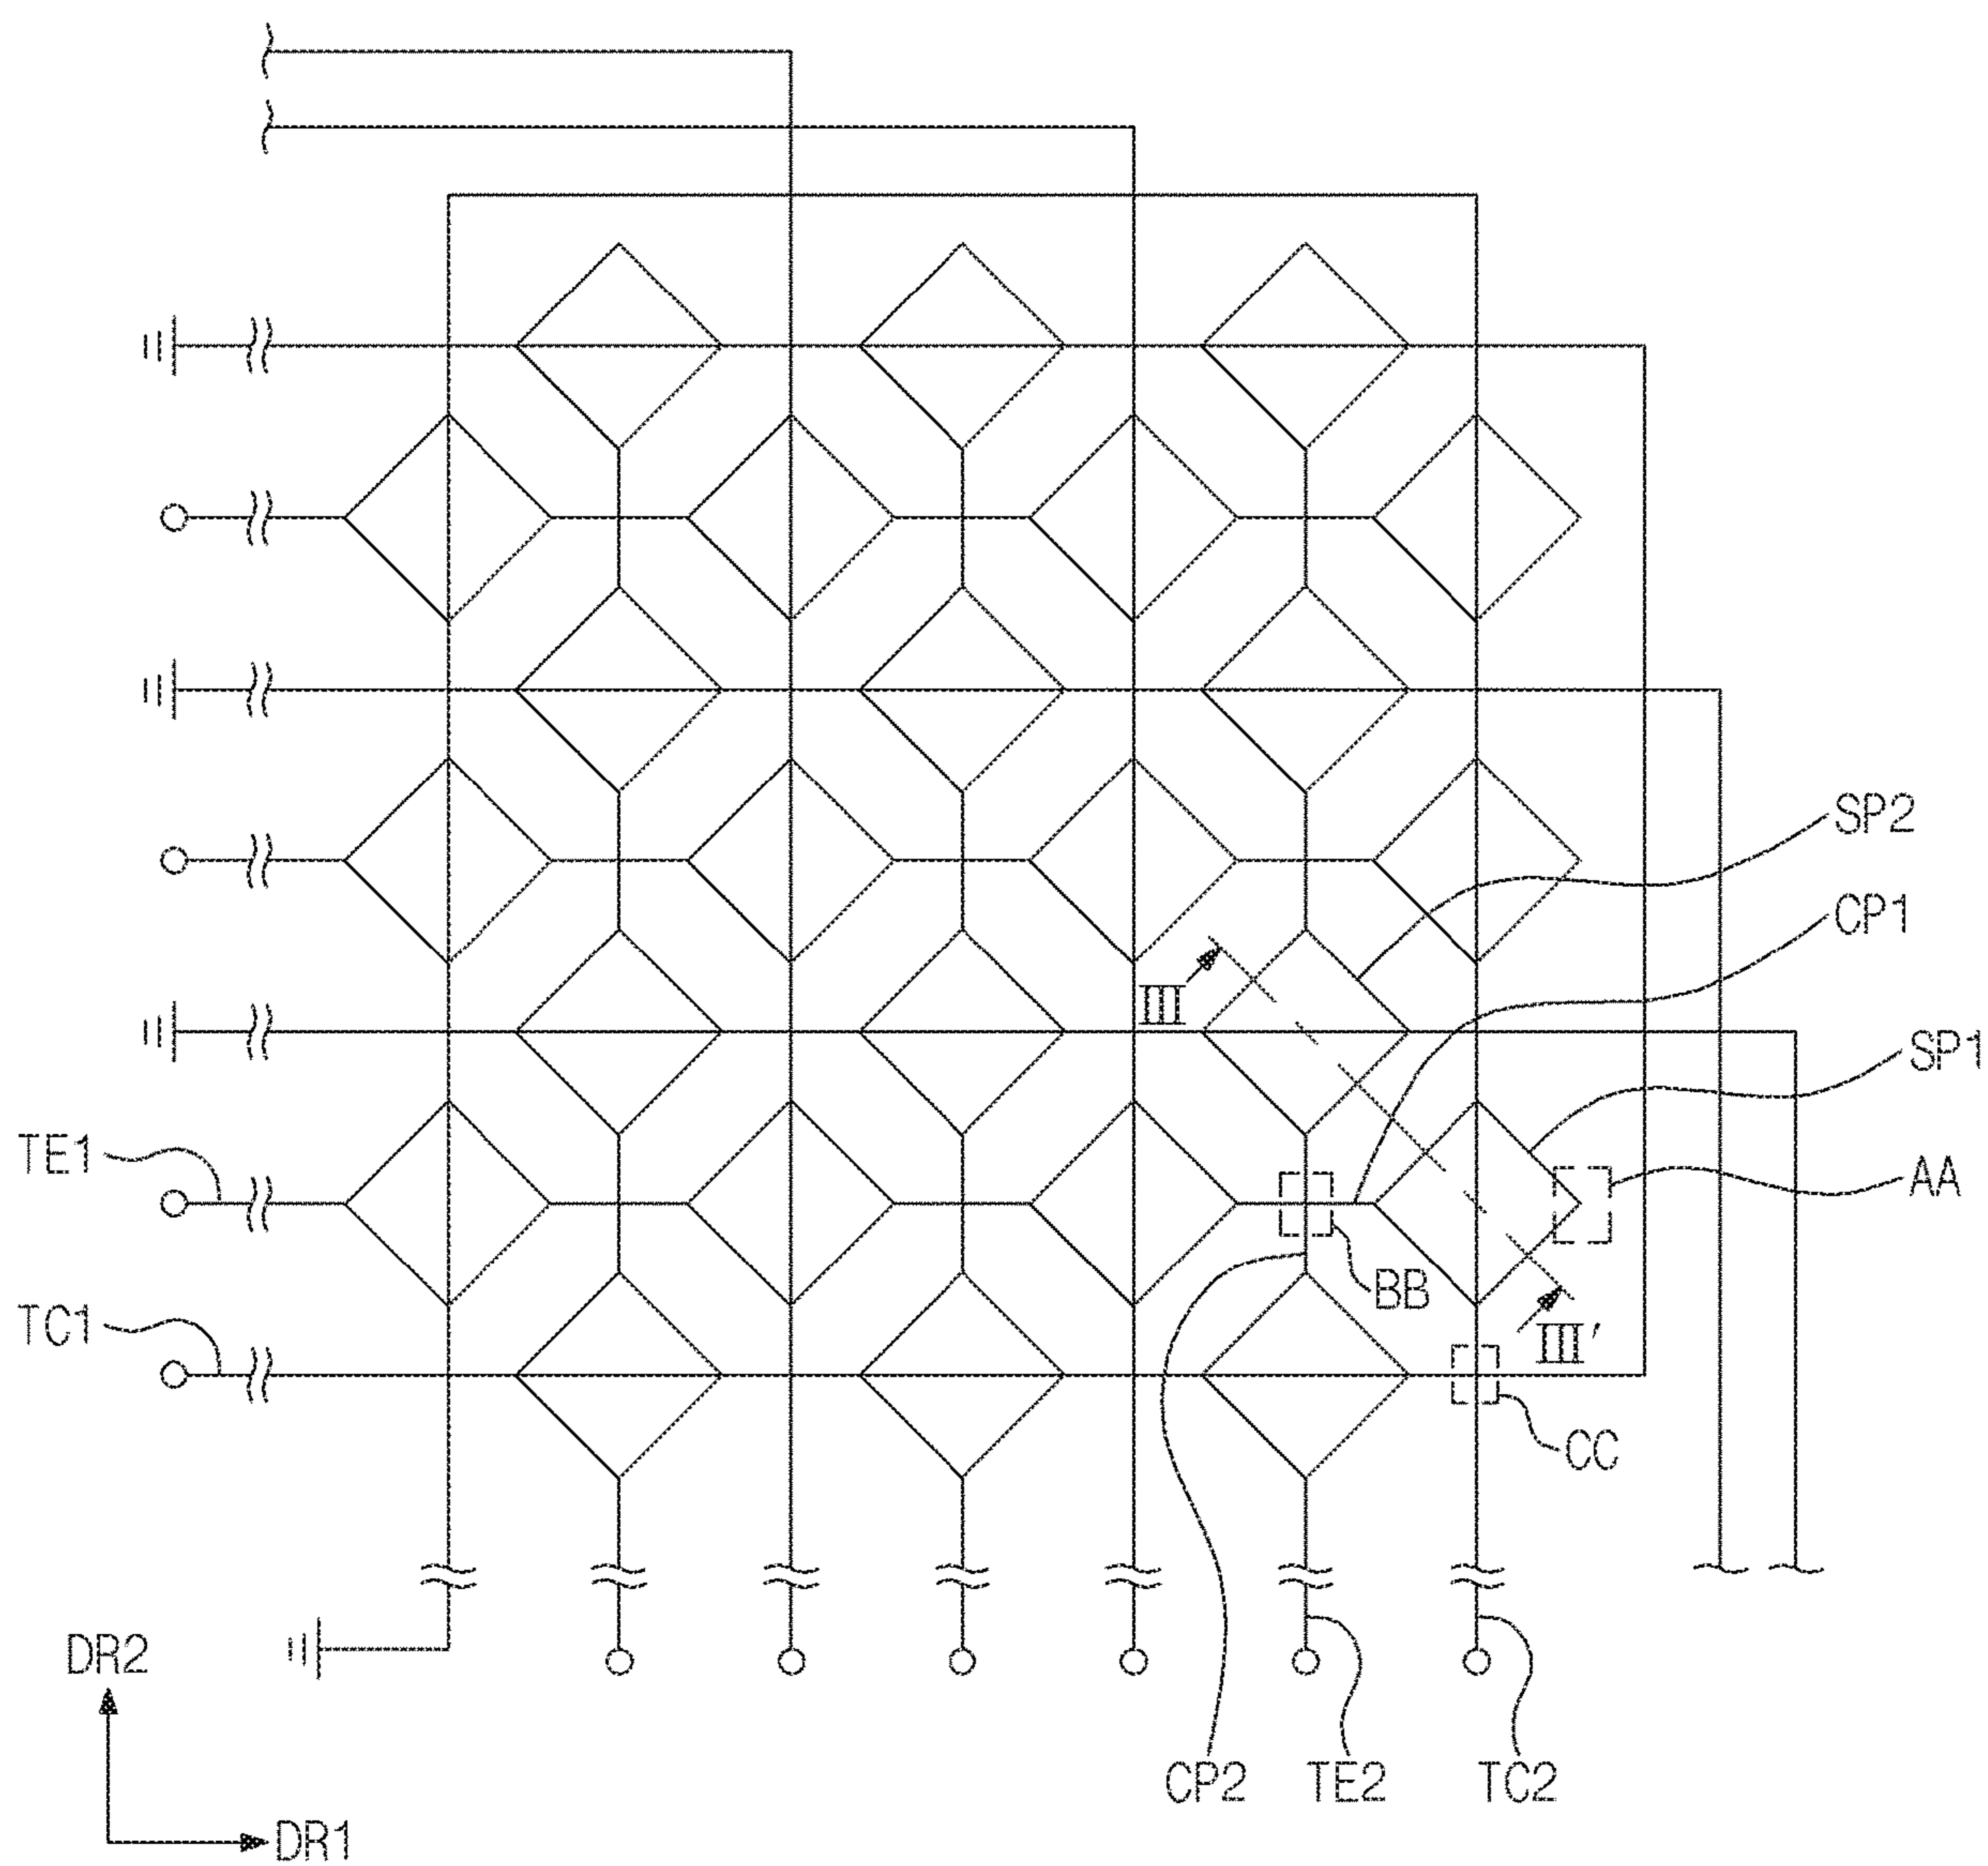 SP2
CP1
III
SP1
TE1
AA
BB
TC1
III'
CC
DR2
CP2
TE2
TC2
DR1